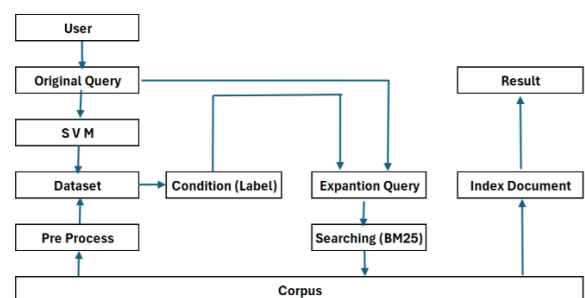 User
Original Query
Result
S V M
Dataset
Condition (Label)
Expantion Query
Index Document
Pre Process
Searching (BM25)
Corpus